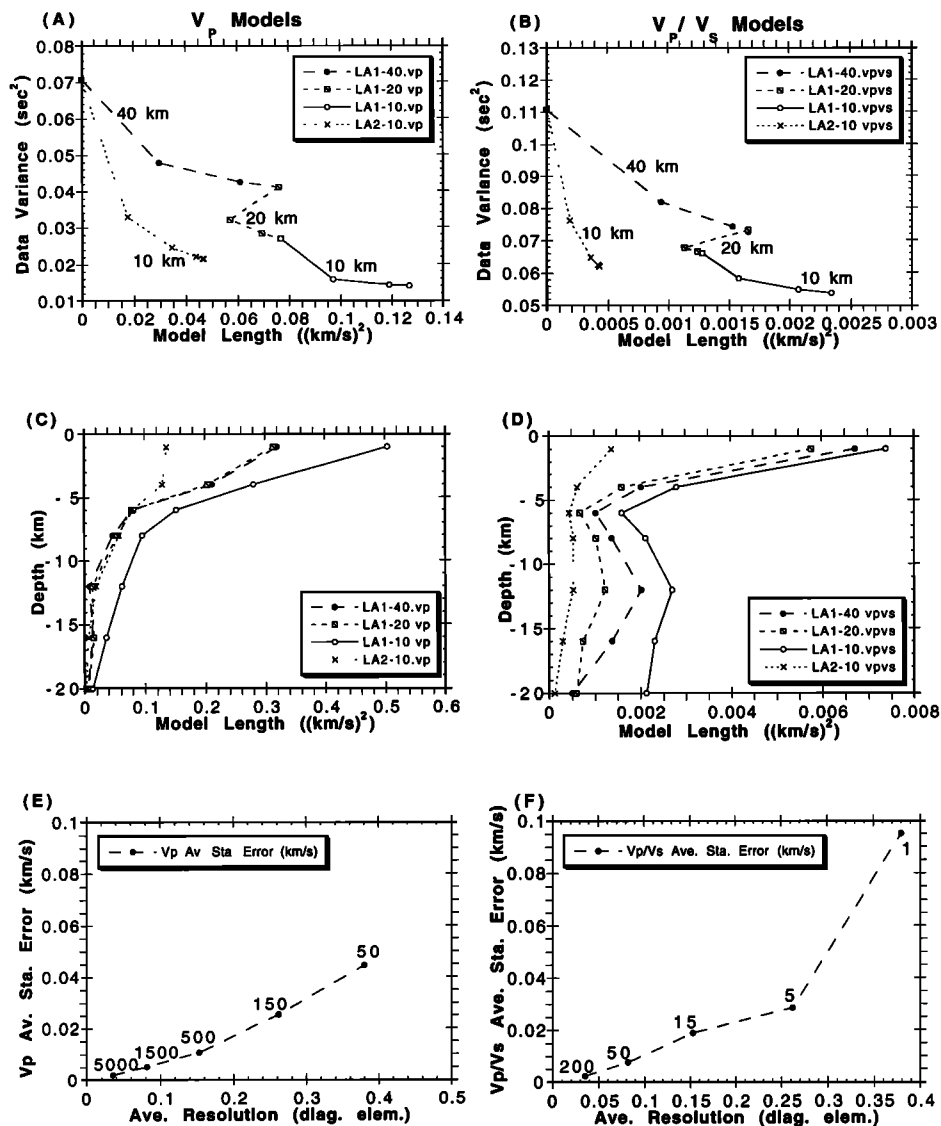 (A)
V_P Models
0.08
0.07
0.06
0.05
0.04
0.03
0.02
0.01
Data Variance (sec²)
LA1-40.vp
LA1-20 vp
LA1-10.vp
LA2-10 .vp
40 km
20 km
10 km
10 km
0 0.02 0.04 0.06 0.08 0.1 0.12 0.14
Model Length ((km/s)²)
(B)
V_P / V_S Models
0.13
0.12
0.11
0.1
0.09
0.08
0.07
0.06
0.05
Data Variance (sec²)
LA1-40.vpvs
LA1-20.vpvs
LA1-10.vpvs
LA2-10 vpvs
40 km
10 km
20 km
10 km
0 0.0005 0.001 0.0015 0.002 0.0025 0.003
Model Length ((km/s)²)
(C)
0
- 5
-10
-15
-20
Depth (km)
LA1-40.vp
LA1-20 vp
LA1-10 vp
LA2-10.vp
0 0.1 0.2 0.3 0.4 0.5 0.6
Model Length ((km/s)²)
(D)
0
- 5
-10
-15
-20
Depth (km)
LA1-40 vpvs
LA1-20.vpvs
LA1-10.vpvs
LA2-10 vpvs
0 0.002 0.004 0.006 0.008
Model Length ((km/s)²)
(E)
0.1
0.08
0.06
0.04
0.02
0
Vp Av. Sta. Error (km/s)
Vp Av Sta Error (km/s)
5000
1500
500
150
50
0 0.1 0.2 0.3 0.4 0.5
Ave. Resolution (diag. elem.)
(F)
0.1
0.08
0.06
0.04
0.02
0
Vp/Vs Ave. Sta. Error (km/s)
Vp/Vs Ave. Sta. Error (km/s)
200
50
15
5
1
0 0.05 0.1 0.15 0.2 0.25 0.3 0.35 0.4
Ave. Resolution (diag. elem.)